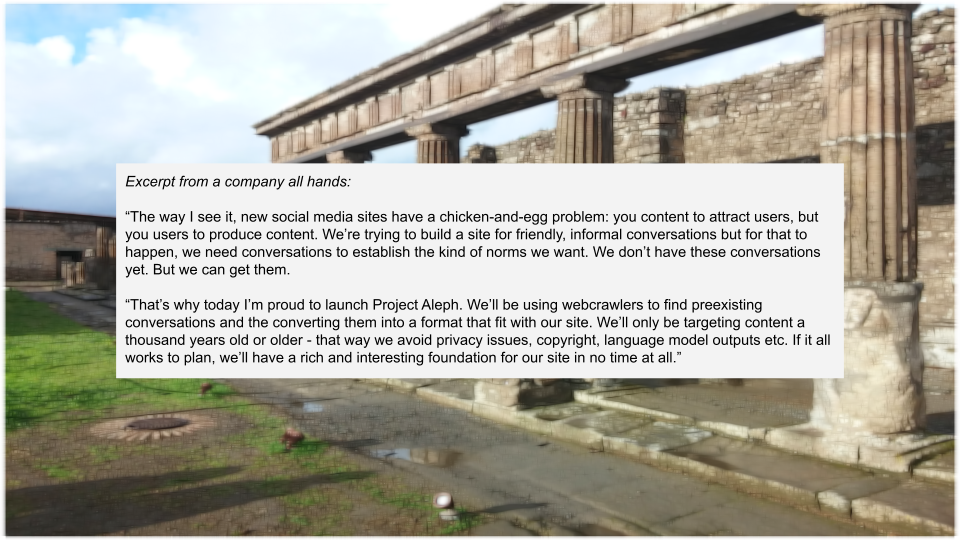 Excerpt from a company all hands:
“The way I see it, new social media sites have a chicken-and-egg problem: you content to attract users, but
you users to produce content. We’re trying to build a site for friendly, informal conversations but for that to
happen, we need conversations to establish the kind of norms we want. We don’t have these conversations
yet. But we can get them.
“That’s why today I’m proud to launch Project Aleph. We’ll be using webcrawlers to find preexisting
conversations and the converting them into a format that fit with our site. We’ll only be targeting content a
thousand years old or older - that way we avoid privacy issues, copyright, language model outputs etc. If it all
works to plan, we’ll have a rich and interesting foundation for our site in no time at all.”